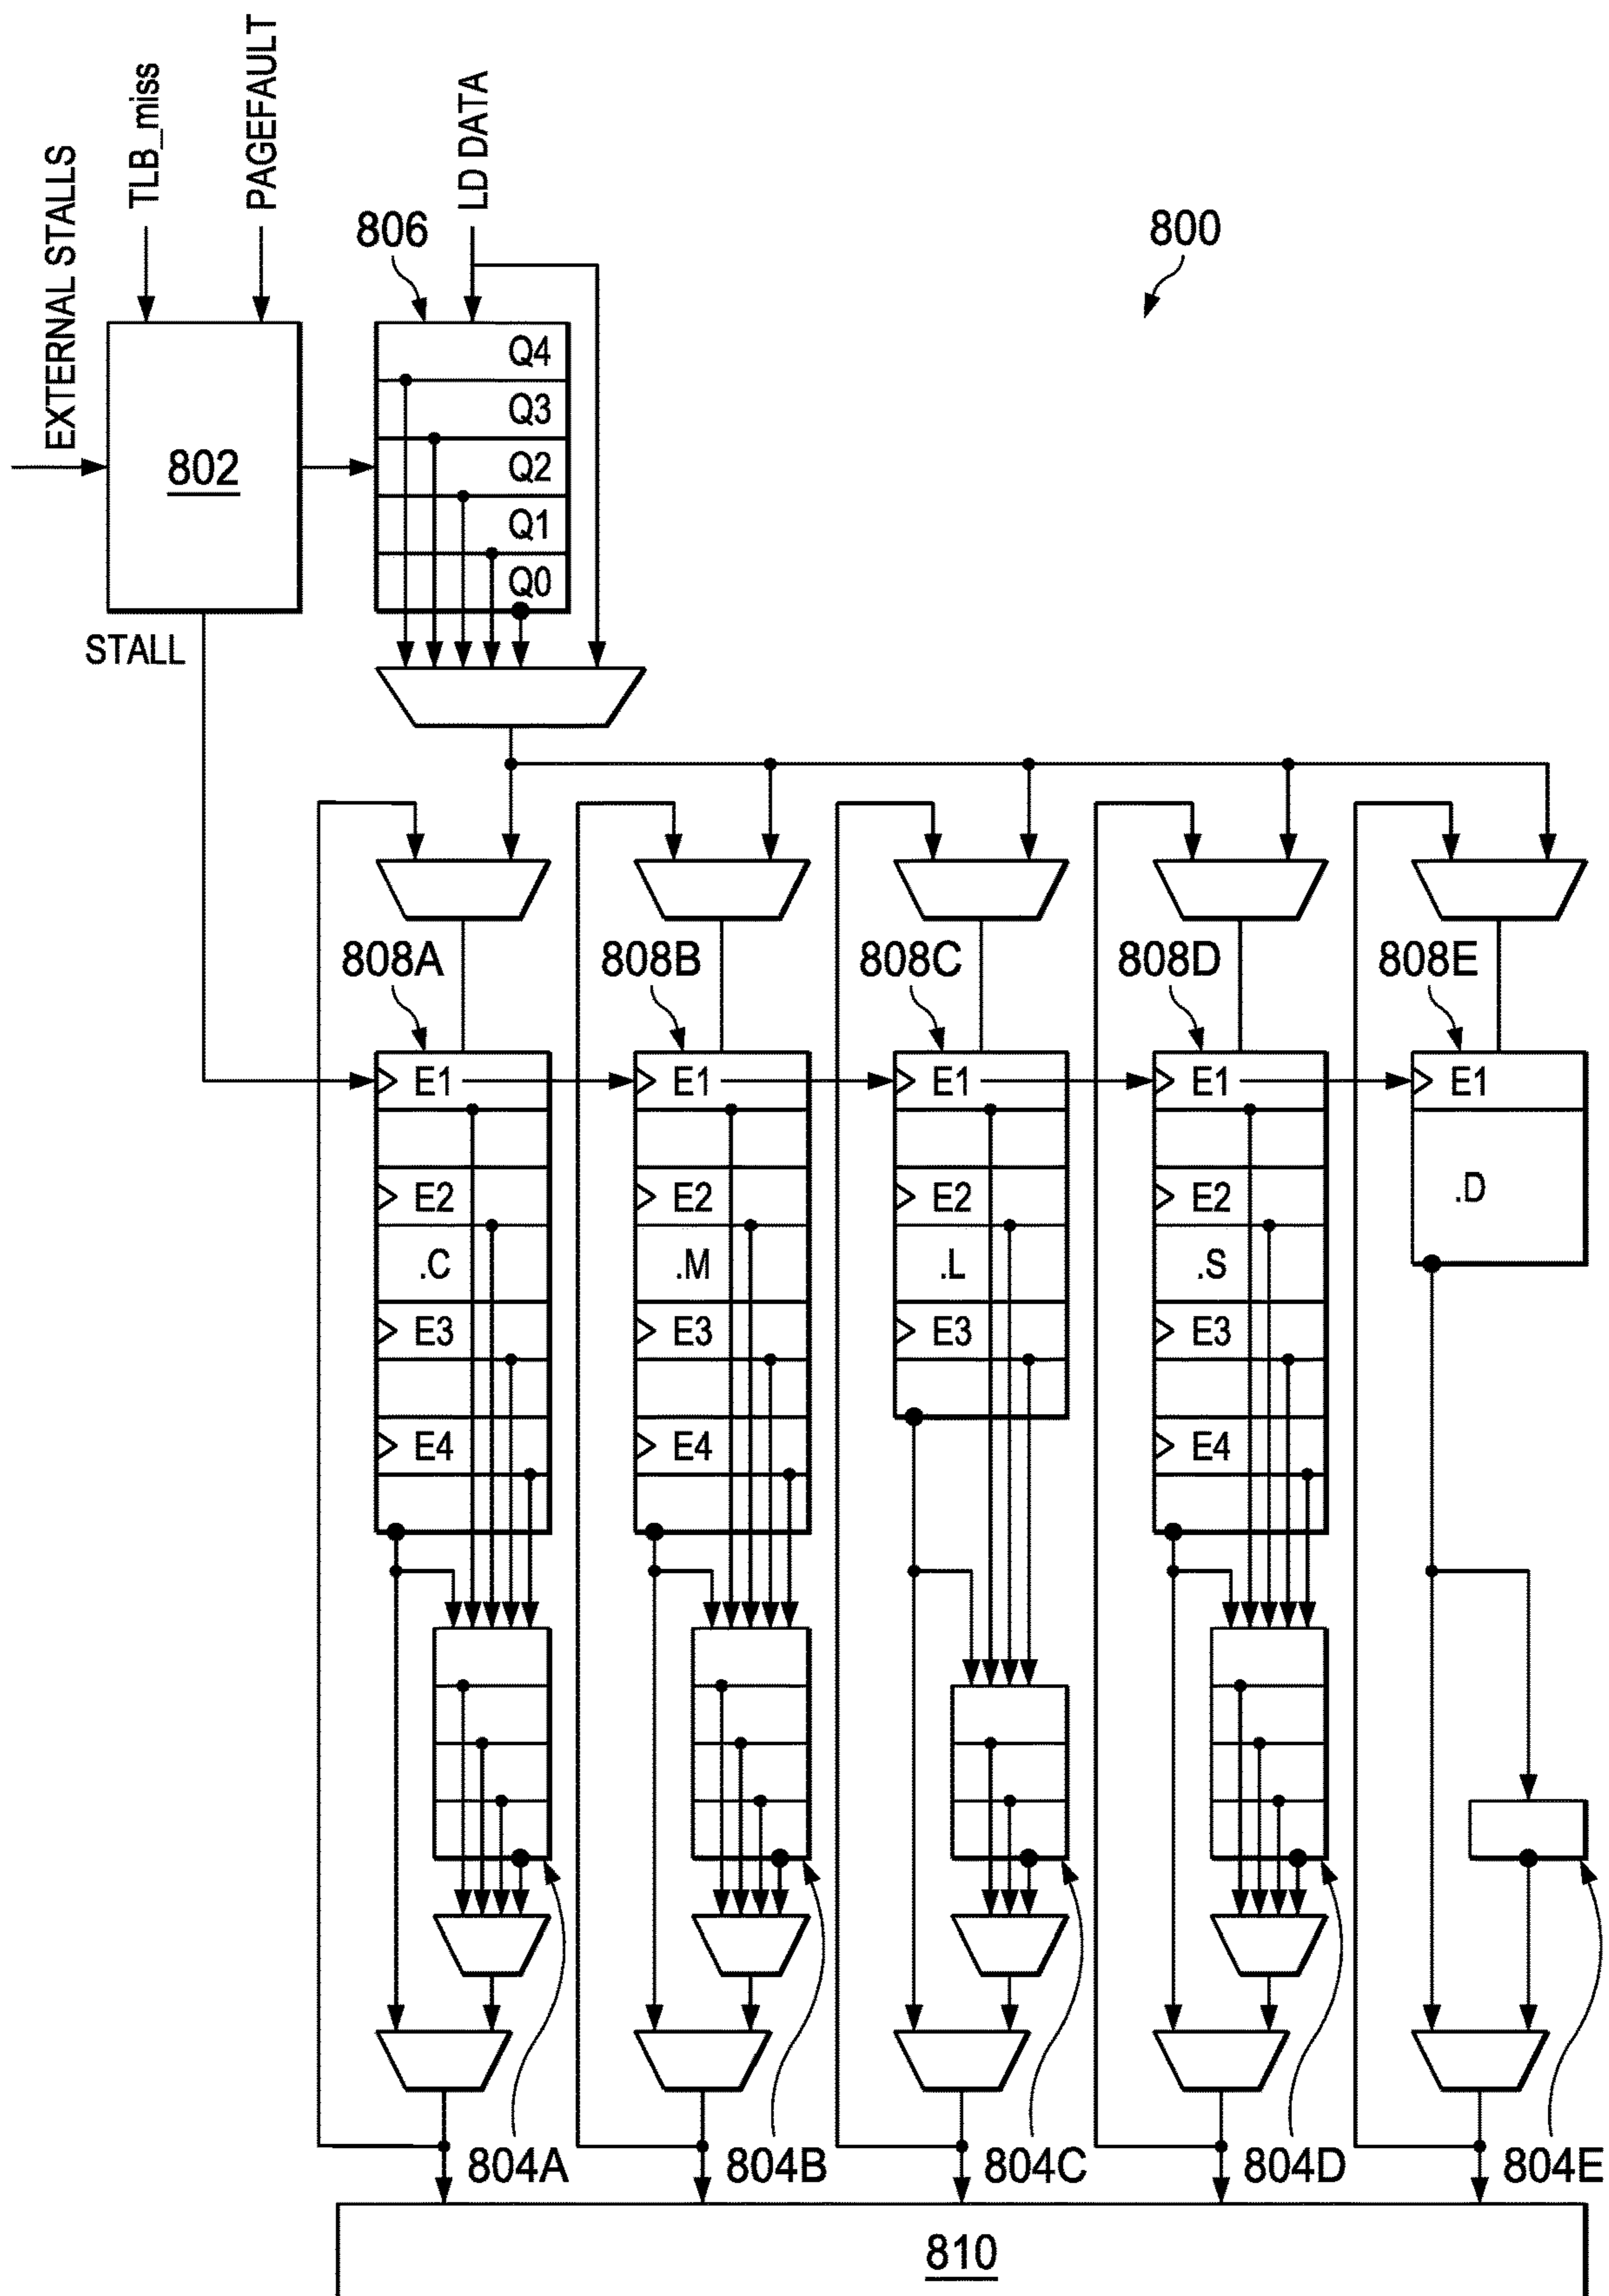 EXTERNAL STALLS
TLB_miss
PAGEFAULT
LD DATA
806
800
802
Q4
Q3
Q2
Q1
Q0
STALL
808A
808B
808C
808D
808E
E1
E1
E1
E1
E1
E2
E2
E2
E2
.D
.C
.M
.L
.S
E3
E3
E3
E3
E4
E4
E4
804A
804B
804C
804D
804E
810